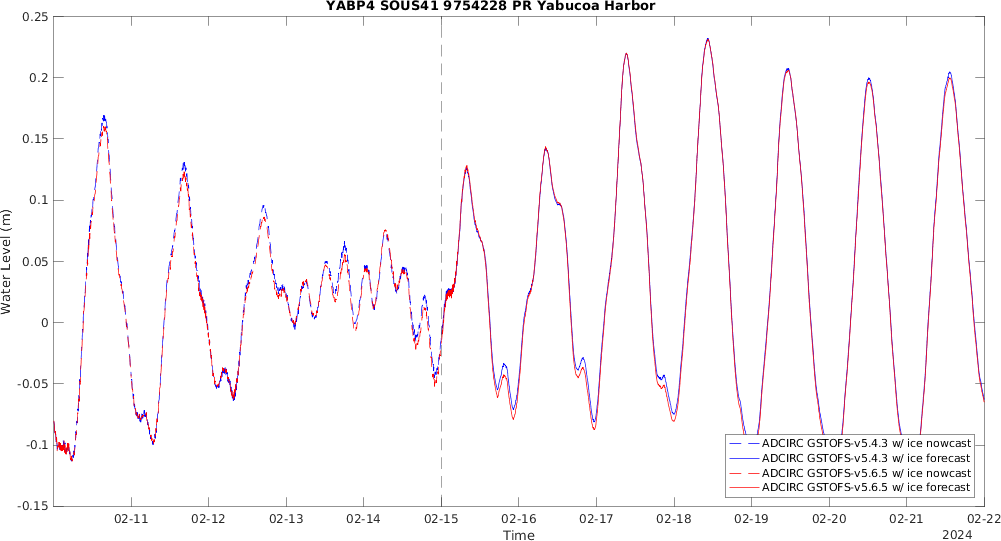 YABP4 SOUS41 9754228 PR Yabucoa Harbor
0.25
0.2
0.15
0.1
0.05
0
-0.05
-0.1
-0.15
Water Level (m)
02-11 02-12 02-13 02-14 02-15 02-16 02-17 02-18 02-19 02-20 02-21 02-22
Time
2024
ADCIRC GSTOFS-v5.4.3 w/ ice nowcast
ADCIRC GSTOFS-v5.4.3 w/ ice forecast
ADCIRC GSTOFS-v5.6.5 w/ ice nowcast
ADCIRC GSTOFS-v5.6.5 w/ ice forecast